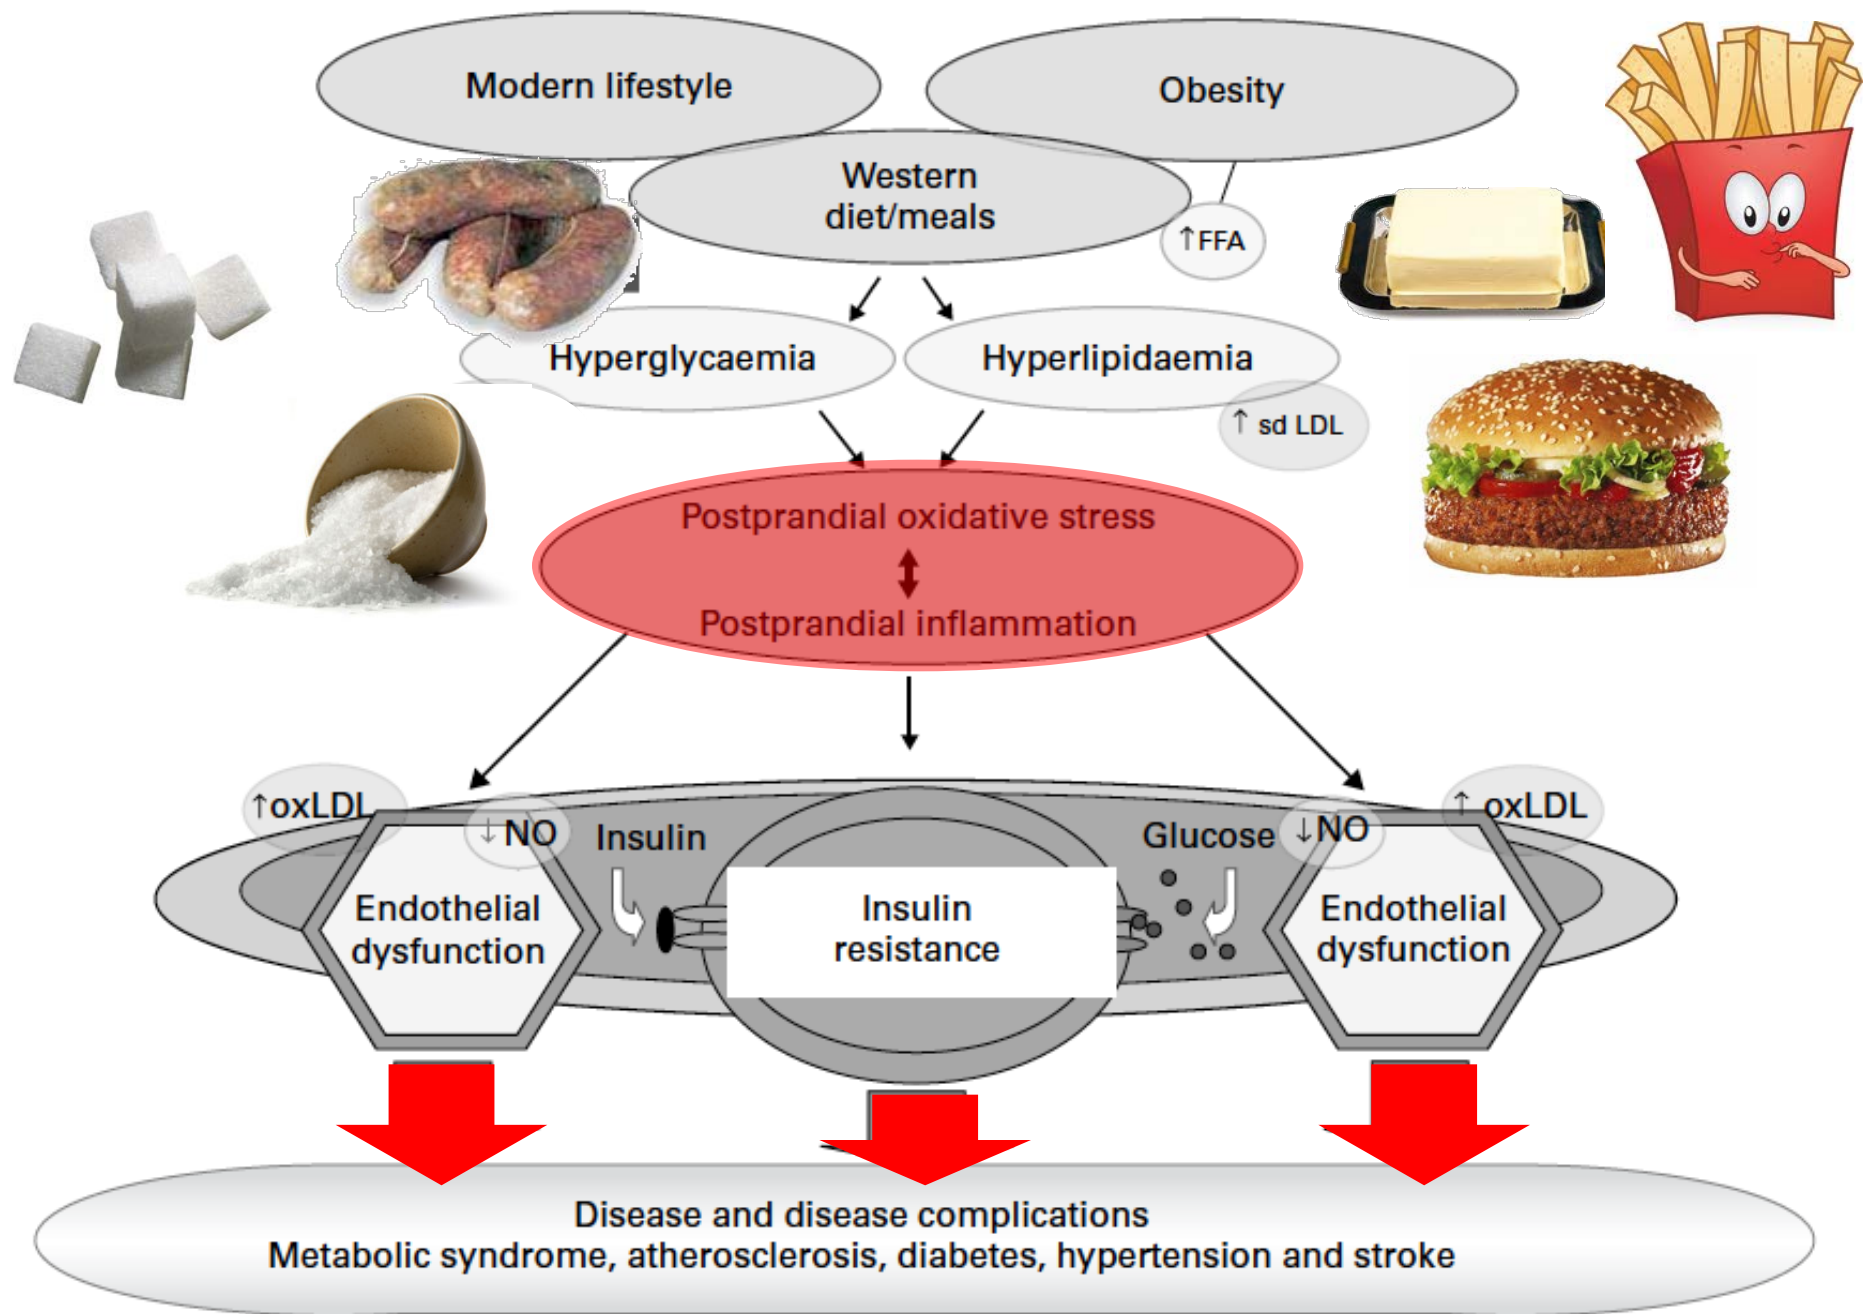 Modern lifestyle
Obesity
Western
diet/meals
↑FFA
Hyperglycaemia
Hyperlipidaemia
↑ sd LDL
Postprandial oxidative stress
Postprandial inflammation
↑oxLDL
↓NO
Insulin
Glucose
↓NO
↑ oxLDL
Endothelial
dysfunction
Insulin
resistance
Endothelial
dysfunction
Disease and disease complications
Metabolic syndrome, atherosclerosis, diabetes, hypertension and stroke